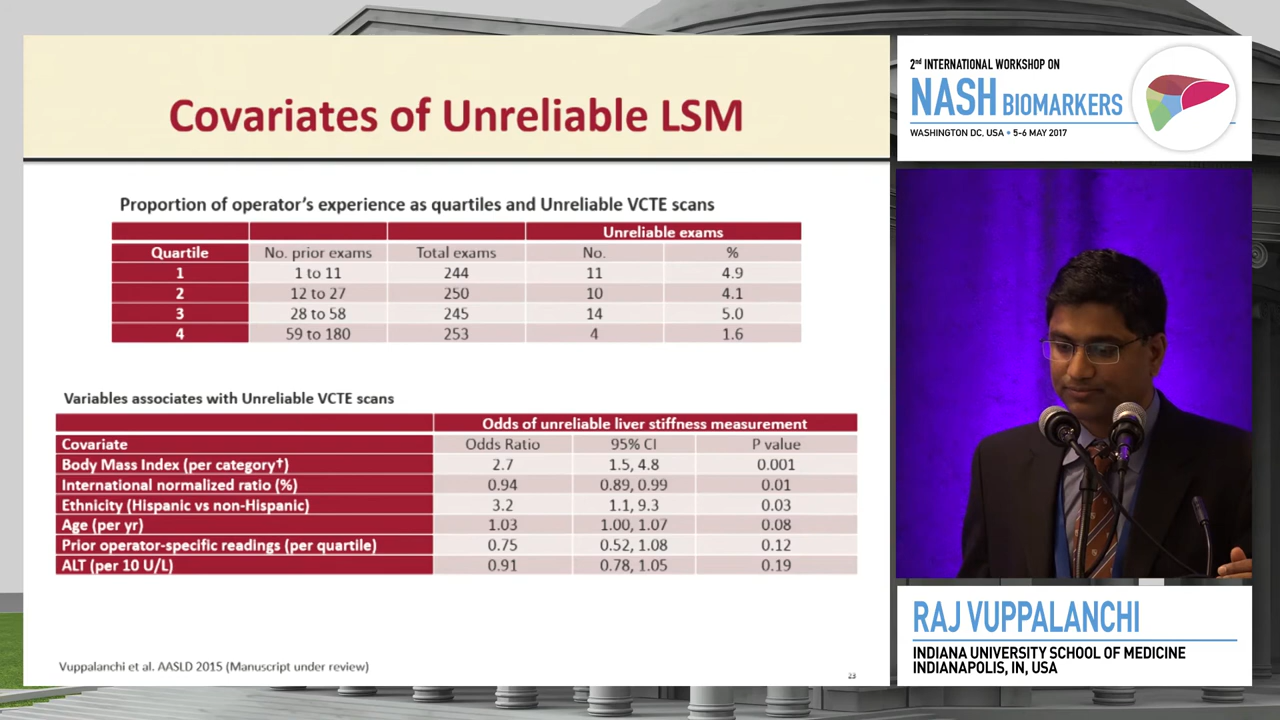 Covariates of Unreliable LSM
Proportion of operator's experience as quartiles and Unreliable VCTE scans
Unreliable exams
Quartile No. prior exams Total exams No. %
1 1 to 11 244 11 4.9
2 12 to 27 250 10 4.1
3 28 to 58 245 14 5.0
4 59 to 180 253 4 1.6
Variables associates with Unreliable VCTE scans
Odds of unreliable liver stiffness measurement
Covariate Odds Ratio 95% CI P value
Body Mass Index (per category†) 2.7 1.5, 4.8 0.001
International normalized ratio (%) 0.94 0.89, 0.99 0.01
Ethnicity (Hispanic vs non-Hispanic) 3.2 1.1, 9.3 0.03
Age (per yr) 1.03 1.00, 1.07 0.08
Prior operator-specific readings (per quartile) 0.75 0.52, 1.08 0.12
ALT (per 10 U/L) 0.91 0.78, 1.05 0.19
Vuppalanchi et al. AASLD 2015 (Manuscript under review)
23
2nd INTERNATIONAL WORKSHOP ON
NASH BIOMARKERS
WASHINGTON DC, USA • 5-6 MAY 2017
RAJ VUPPALANCHI
INDIANA UNIVERSITY SCHOOL OF MEDICINE
INDIANAPOLIS, IN, USA